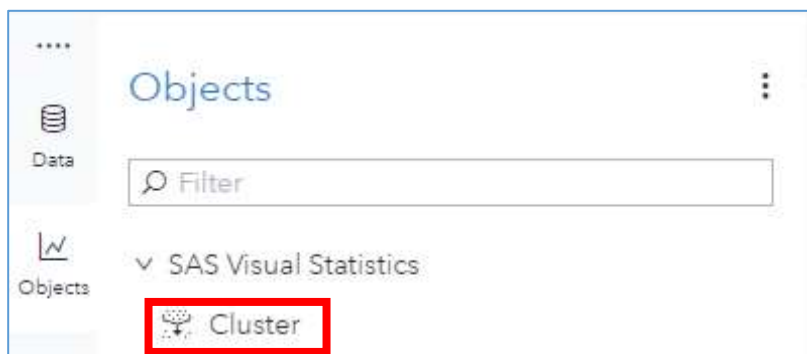 Objects
Data
Filter
Objects
SAS Visual Statistics
Cluster